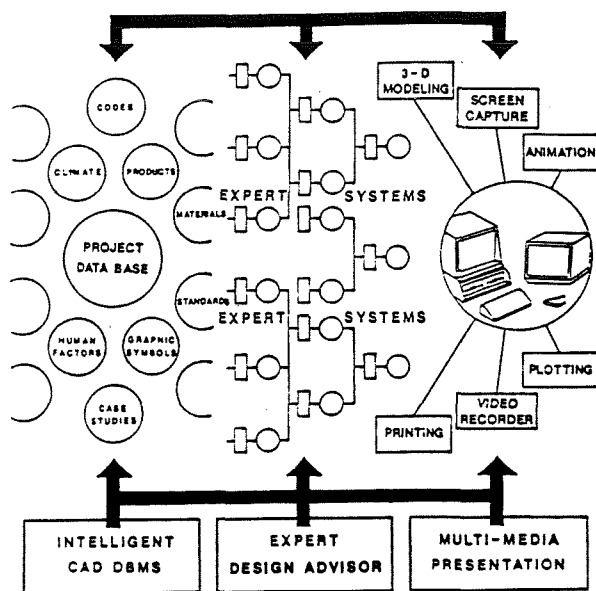 3-D
MODELING
SCREEN
CAPTURE
ANIMATION
CODES
CLIMATE
PRODUCTS
MATERIALS
PROJECT
DATA BASE
STANDARDS
HUMAN
FACTORS
GRAPHIC
SYMBOLS
CASE
STUDIES
EXPERT SYSTEMS
EXPERT SYSTEMS
PLOTTING
VIDEO
RECORDER
PRINTING
INTELLIGENT
CAD DBMS
EXPERT
DESIGN ADVISOR
MULTI-MEDIA
PRESENTATION